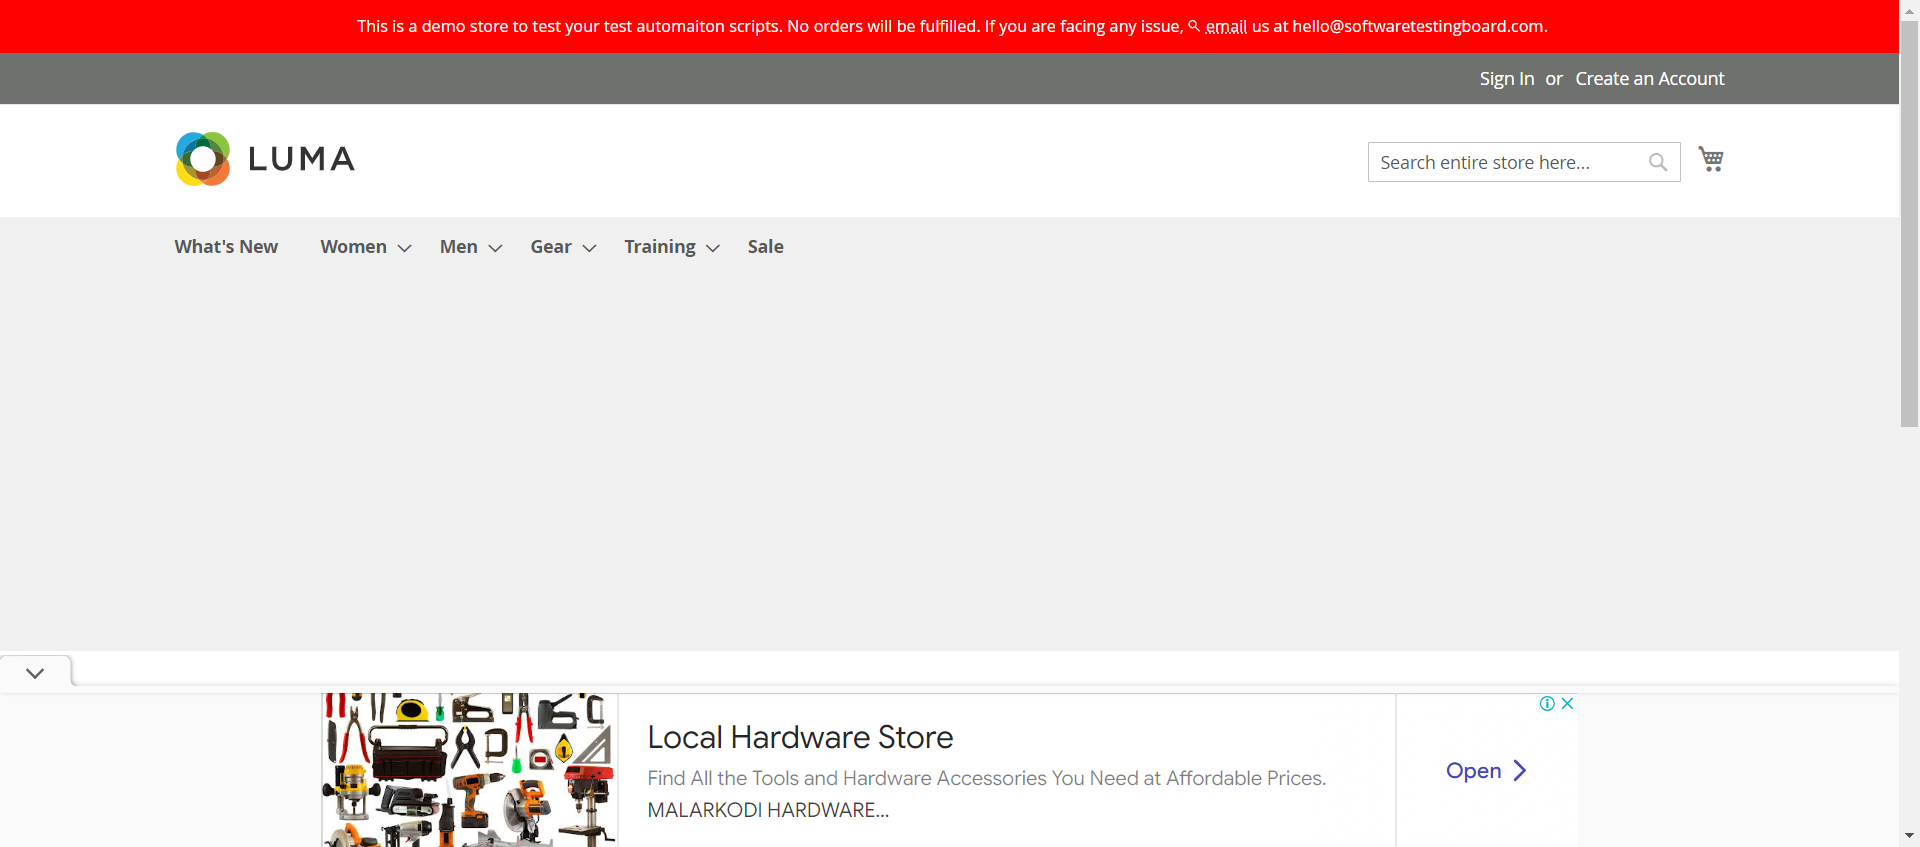 This is a demo store to test your test automaiton scripts. No orders will be fulfilled. If you are facing any issue, email us at hello@softwaretestingboard.com.
Sign In or Create an Account
LUMA
Search entire store here...
What's New Women Men Gear Training Sale
Local Hardware Store
Find All the Tools and Hardware Accessories You Need at Affordable Prices.
MALARKODI HARDWARE...
Open